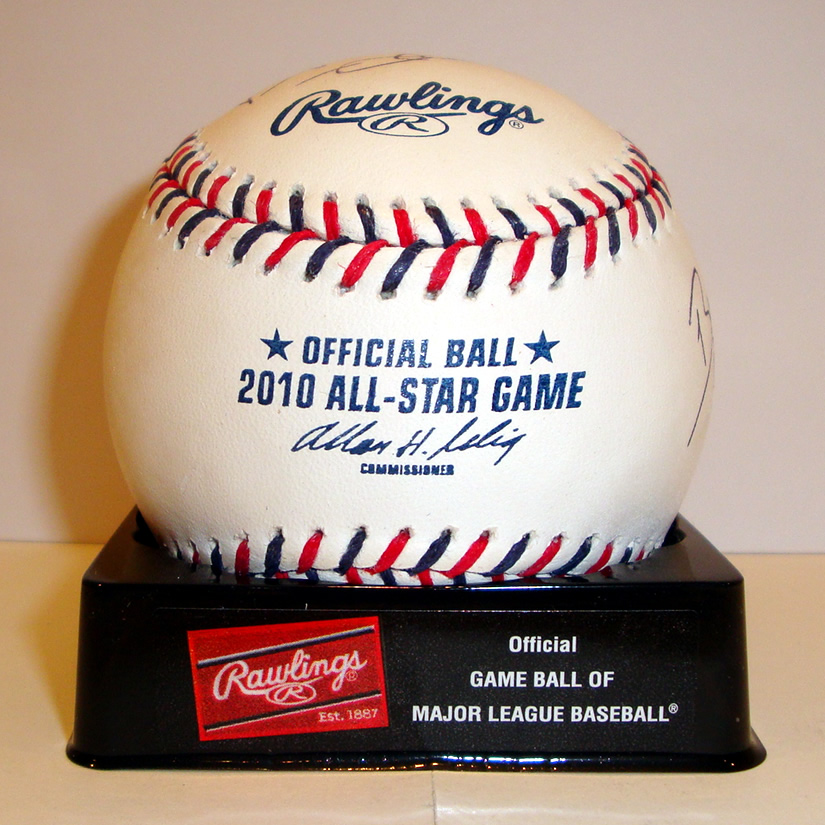 Rawlings®
R
★ OFFICIAL BALL ★
2010 ALL-STAR GAME
Allan H. Selig
COMMISSIONER
Rawlings®
R
Est. 1887
Official
GAME BALL OF
MAJOR LEAGUE BASEBALL®